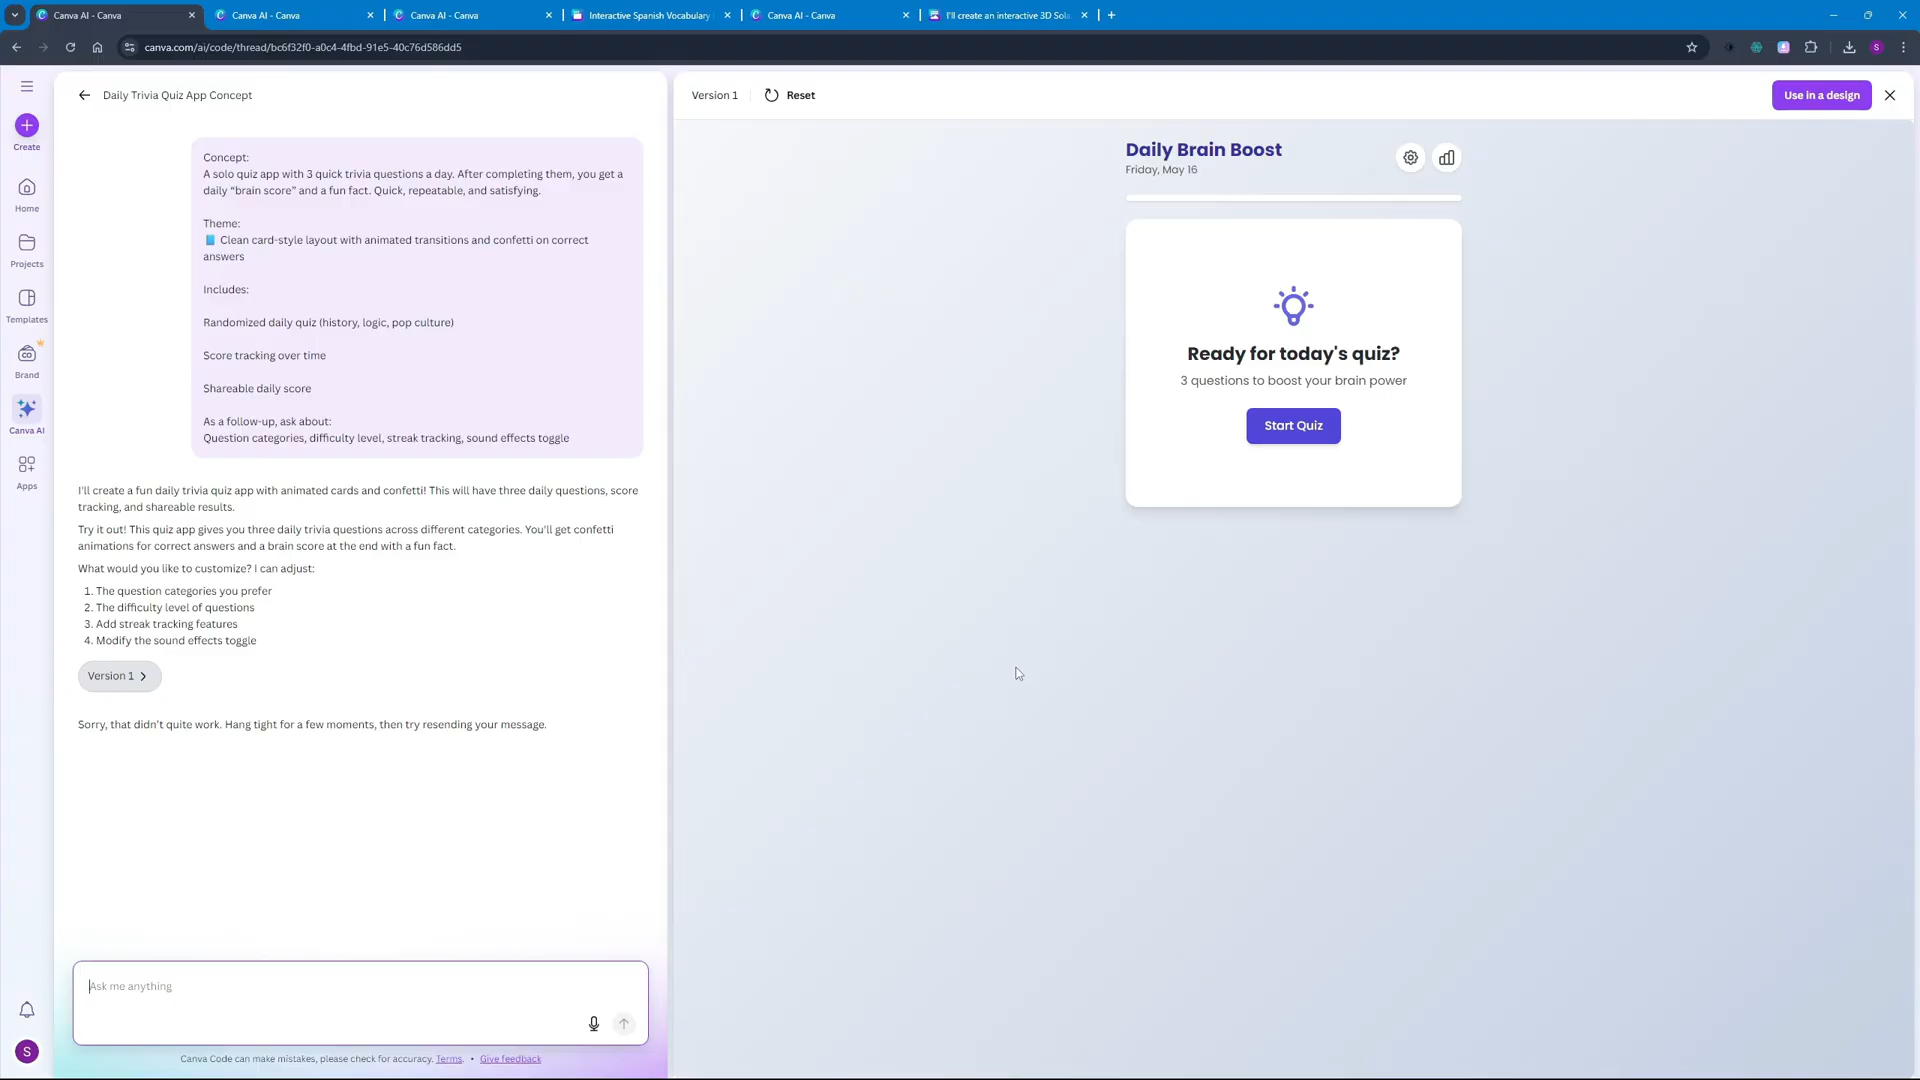 Canva AI - Canva
Canva AI - Canva
Canva AI - Canva
Interactive Spanish Vocabulary
Canva AI - Canva
I'll create an interactive 3D Sola
canva.com/ai/code/thread/bc6f32f0-a0c4-4fbd-91e5-40c76d586dd5
S
Create
Home
Projects
Templates
CO
Brand
Canva AI
Apps
S
Daily Trivia Quiz App Concept
Concept:
A solo quiz app with 3 quick trivia questions a day. After completing them, you get a
daily “brain score” and a fun fact. Quick, repeatable, and satisfying.
Theme:
📘 Clean card-style layout with animated transitions and confetti on correct
answers
Includes:
Randomized daily quiz (history, logic, pop culture)
Score tracking over time
Shareable daily score
As a follow-up, ask about:
Question categories, difficulty level, streak tracking, sound effects toggle
I'll create a fun daily trivia quiz app with animated cards and confetti! This will have three daily questions, score
tracking, and shareable results.
Try it out! This quiz app gives you three daily trivia questions across different categories. You'll get confetti
animations for correct answers and a brain score at the end with a fun fact.
What would you like to customize? I can adjust:
1. The question categories you prefer
2. The difficulty level of questions
3. Add streak tracking features
4. Modify the sound effects toggle
Version 1
Sorry, that didn't quite work. Hang tight for a few moments, then try resending your message.
Ask me anything
Canva Code can make mistakes, please check for accuracy. Terms. • Give feedback
Version 1
Reset
Use in a design
Daily Brain Boost
Friday, May 16
Ready for today's quiz?
3 questions to boost your brain power
Start Quiz